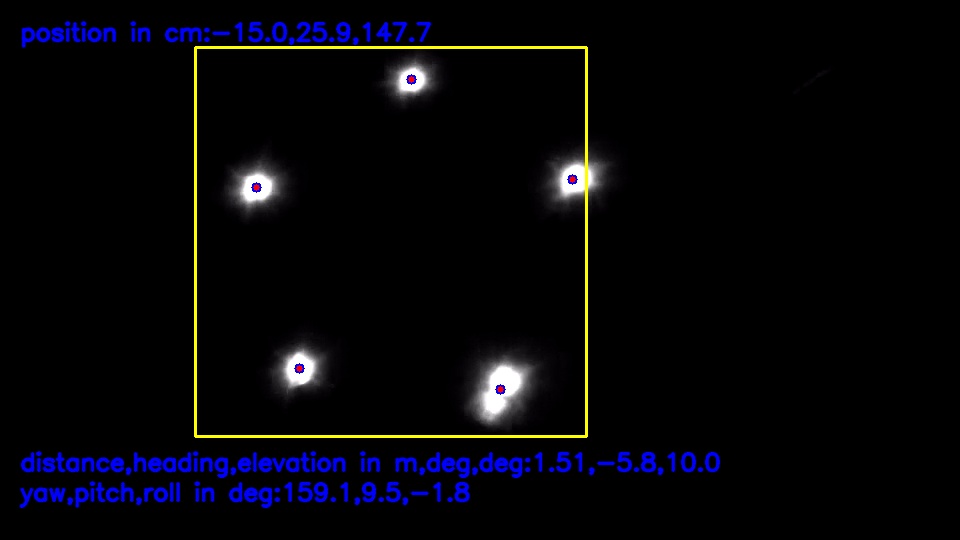 position in cm:-15.0,25.9,147.7
distance,heading,elevation in m,deg,deg:1.51,-5.8,10.0
yaw,pitch,roll in deg:159.1,9.5,-1.8